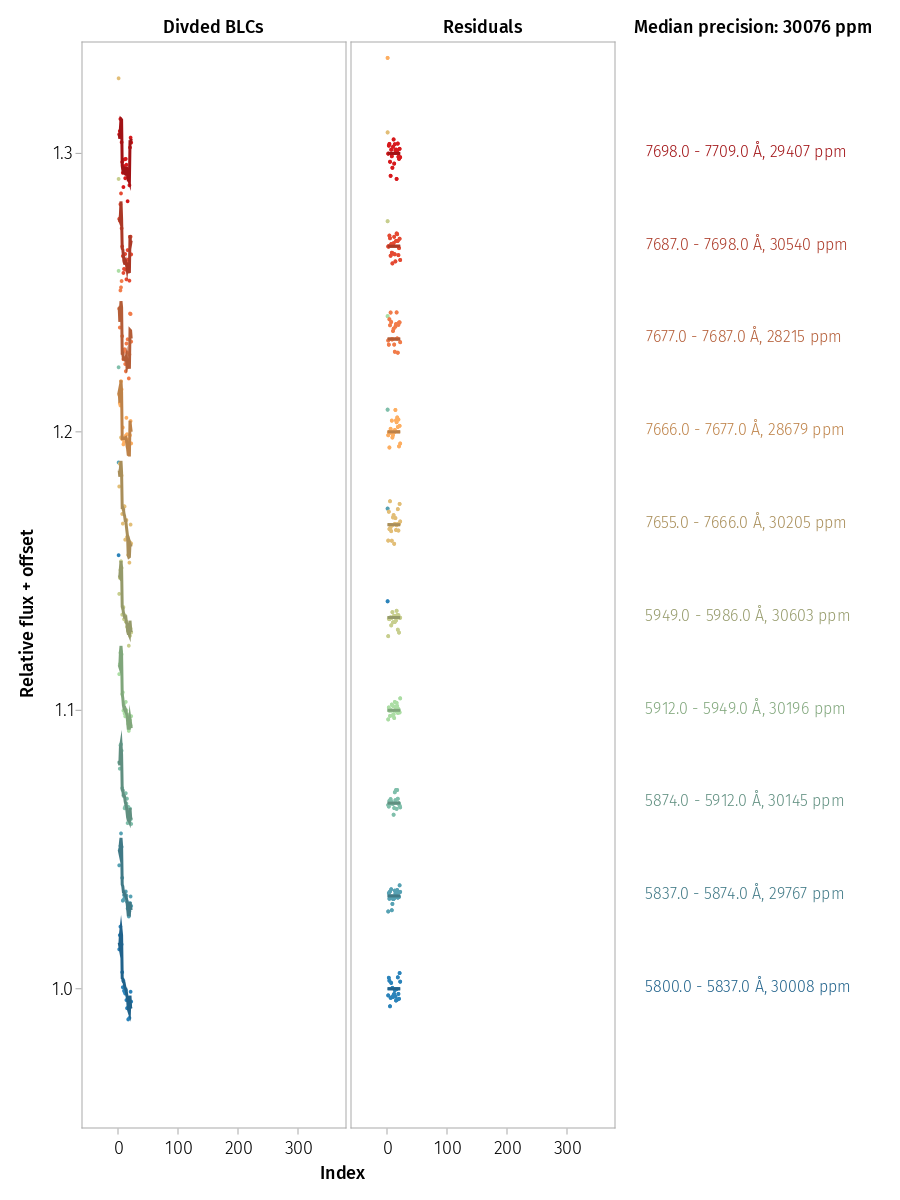 Divded BLCs
Residuals
Median precision: 30076 ppm
1.3
1.2
1.1
1.0
Relative flux + offset
7698.0 - 7709.0 Å, 29407 ppm
7687.0 - 7698.0 Å, 30540 ppm
7677.0 - 7687.0 Å, 28215 ppm
7666.0 - 7677.0 Å, 28679 ppm
7655.0 - 7666.0 Å, 30205 ppm
5949.0 - 5986.0 Å, 30603 ppm
5912.0 - 5949.0 Å, 30196 ppm
5874.0 - 5912.0 Å, 30145 ppm
5837.0 - 5874.0 Å, 29767 ppm
5800.0 - 5837.0 Å, 30008 ppm
0 100 200 300
0 100 200 300
Index